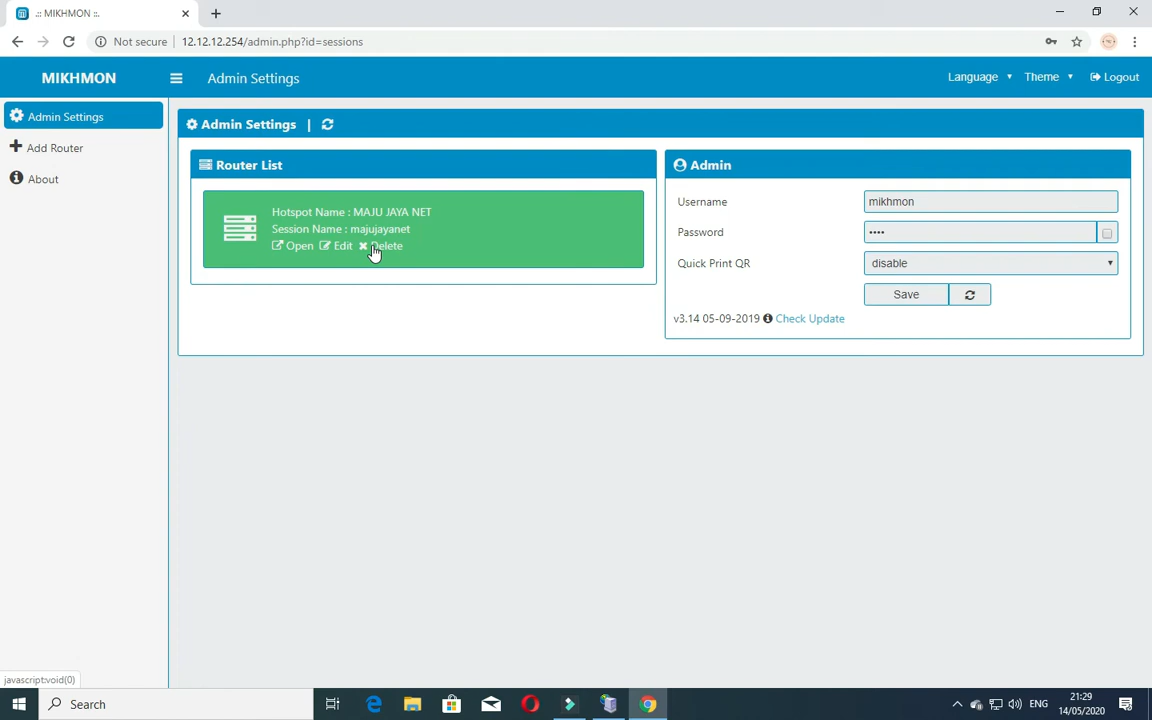 .:: MIKHMON ::.
Not secure
12.12.12.254/admin.php?id=sessions
MIKHMON
Admin Settings
Language
Theme
Logout
Admin Settings
Add Router
About
Admin Settings |
Router List
Hotspot Name : MAJU JAYA NET
Session Name : majujayanet
Open Edit Delete
Admin
Username
mikhmon
Password
••••
Quick Print QR
disable
Save
v3.14 05-09-2019 Check Update
javascript:void(0)
Search
ENG
21:29
14/05/2020